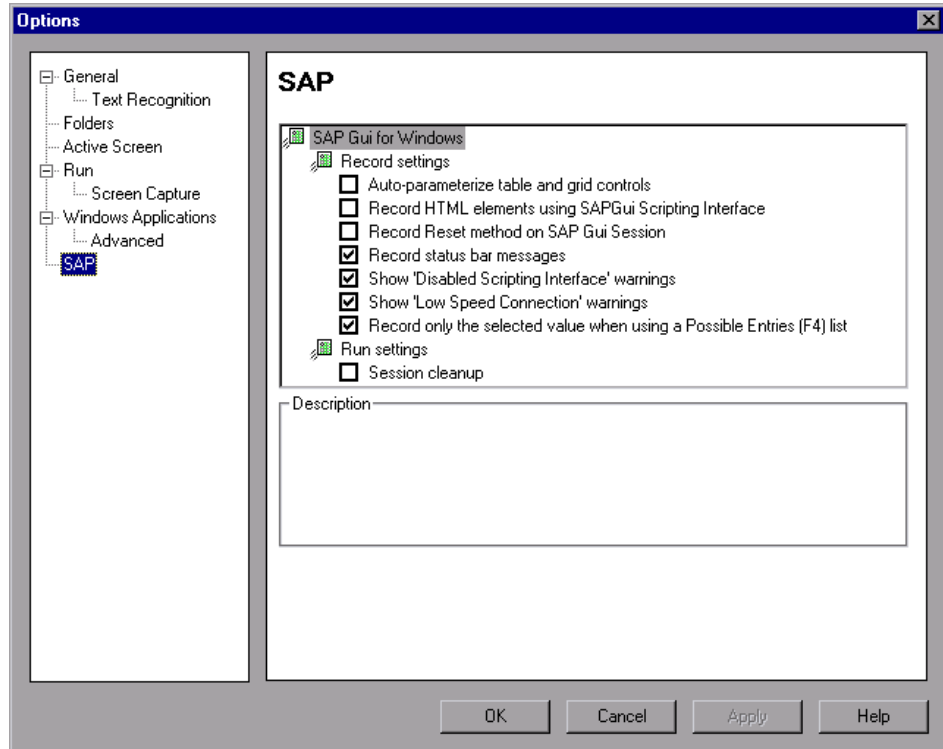 Options
General
Text Recognition
Folders
Active Screen
Run
Screen Capture
Windows Applications
Advanced
SAP
SAP
SAP Gui for Windows
Record settings
Auto-parameterize table and grid controls
Record HTML elements using SAPGui Scripting Interface
Record Reset method on SAP Gui Session
Record status bar messages
Show 'Disabled Scripting Interface' warnings
Show 'Low Speed Connection' warnings
Record only the selected value when using a Possible Entries (F4) list
Run settings
Session cleanup
Description
OK Cancel Apply Help